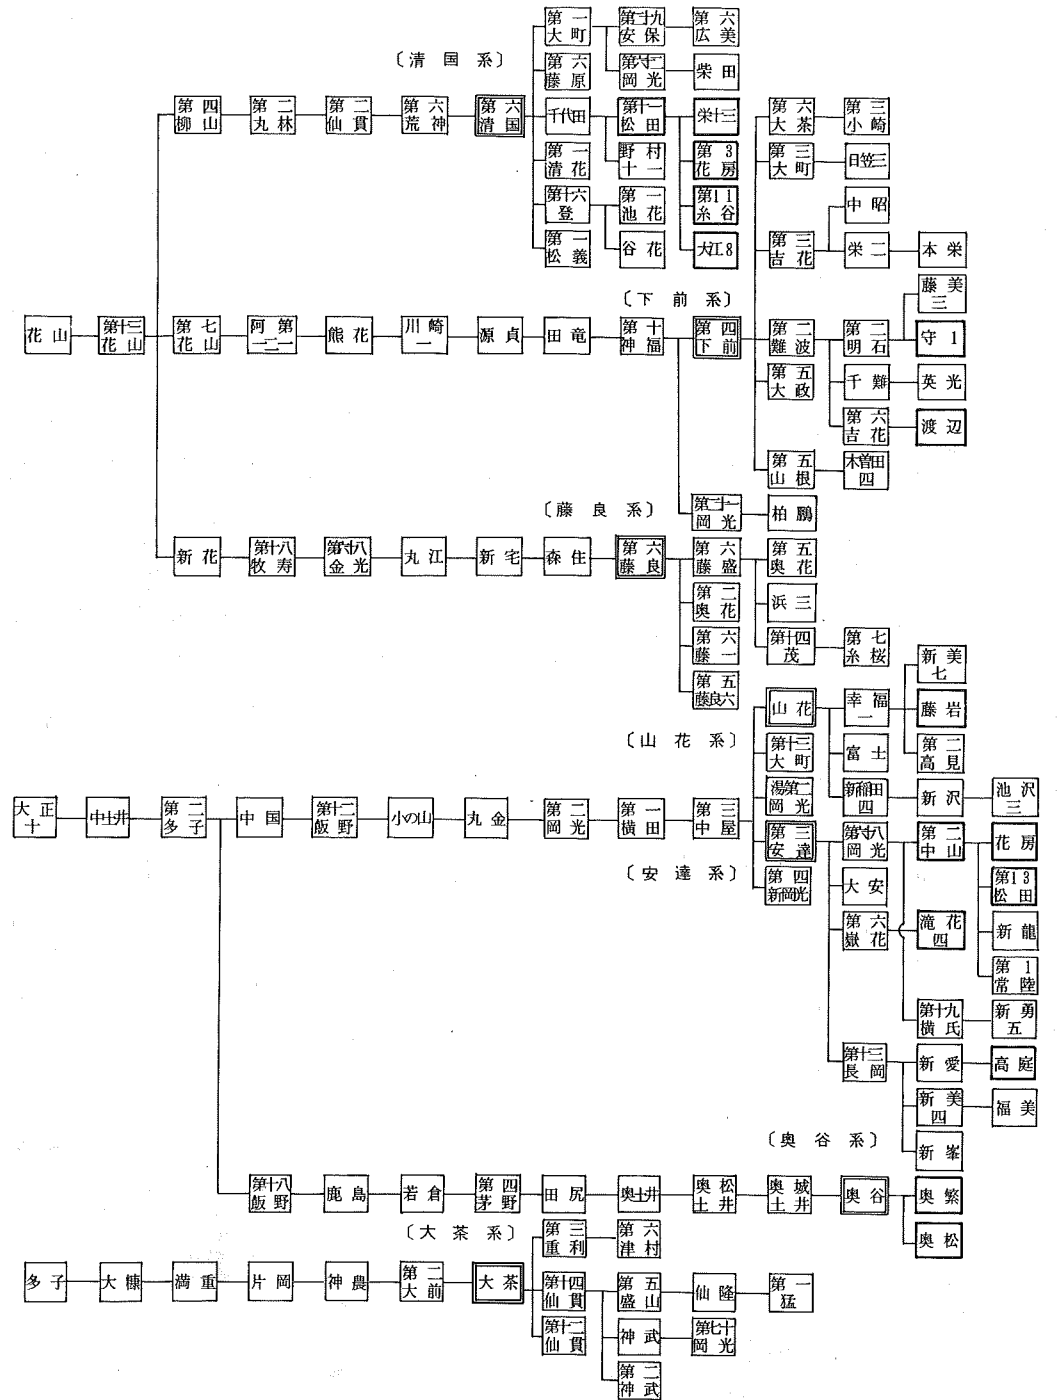 〔清国系〕
第四柳山
第二丸林
第二仙貫
第六荒神
第六清国
第一大町
第二十九安保
第六広美
第六十二岡光
柴田
第六藤原
千代田
第十一松田
栄十三
第3花房
第11糸谷
大江8
野村十一
第一清花
第十六登
第一池花
谷花
第一松義
〔下前系〕
花山
第十三花山
第七花山
阿第一二一
熊花
川崎一
源貞
田竜
第十神福
第四下前
第六大茶
第三小崎
第三大町
日笠三
第三吉花
中昭
栄二
本栄
第二難波
第二明石
藤美三
守1
千難
英光
第六吉花
渡辺
第五大政
第五山根
木曽田四
第二十一岡光
柏鵬
〔藤良系〕
新花
第十八牧寿
第六十八金光
丸江
新宅
森住
第六藤良
第六藤盛
第五奥花
浜三
第十四茂
第七糸桜
第二奥花
第六藤一
第五藤良六
〔山花系〕
大正十
中土井
第二多子
中国
第十二飯野
小の山
丸金
第二岡光
第一横田
第三中屋
山花
幸福一
新美七
藤岩
第二高見
富士
新稲田四
新沢
池沢三
第十三大町
湯第二岡光
〔安達系〕
第三安達
第六十八岡光
第二中山
花房
第13松田
新龍
第1常陸
第十九横氏
新勇五
大安
第六嶽花
滝花四
第十三長岡
新愛
高庭
新美四
福美
新峯
第四新岡光
〔奥谷系〕
第十八飯野
鹿島
若倉
第四茅野
田尻
奥土井
奥松土井
奥城土井
奥谷
奥繁
奥松
〔大茶系〕
多子
大糠
満重
片岡
神農
第二大前
大茶
第三重利
第六津村
第十四仙貫
第五盛山
仙隆
第一猛
神武
第七十岡光
第二神武
第十二仙貫